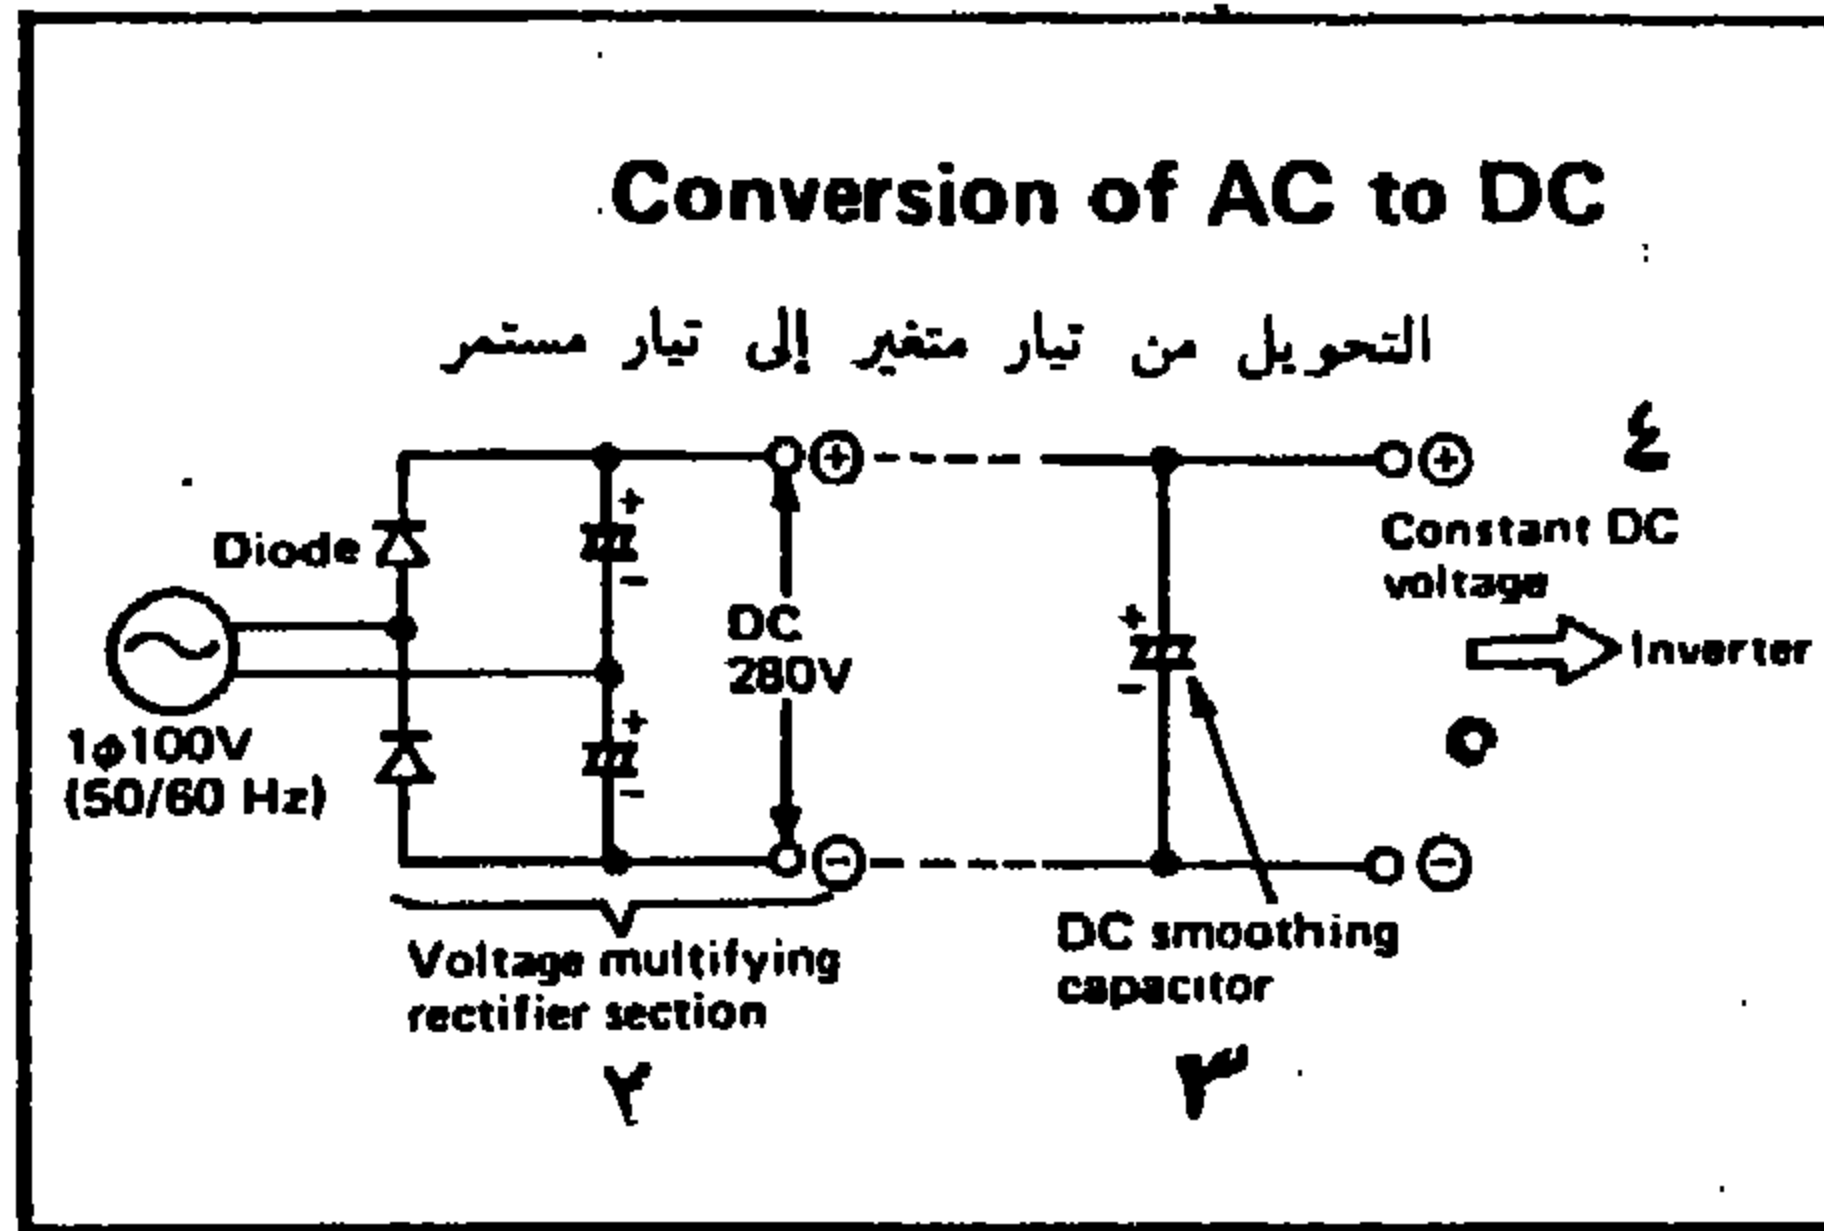 Conversion of AC to DC
التحويل من تيار متغير إلى تيار مستمر
٤
Constant DC
voltage
Diode
+
-
DC
280V
+
-
Inverter
٥
1φ100V
(50/60 Hz)
+
-
Voltage multifying
rectifier section
DC smoothing
capacitor
٢
٣